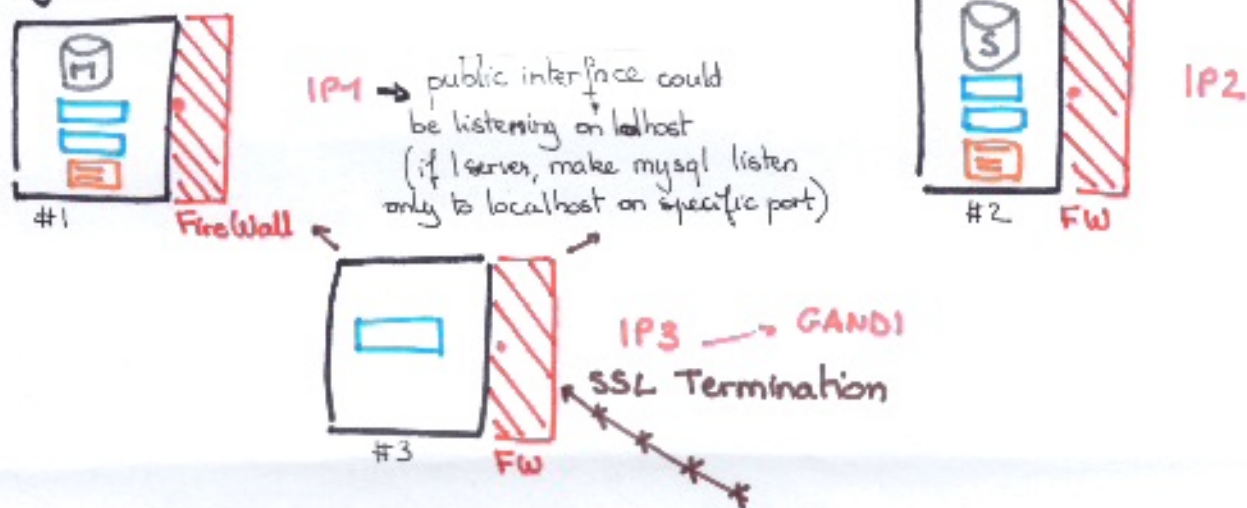 M
IP1 → public interface could
be listening on localhost
(if 1 server, make mysql listen
only to localhost on specific port)
#1
FireWall
S
IP2
#2
FW
IP3 → GANDI
SSL Termination
#3
FW